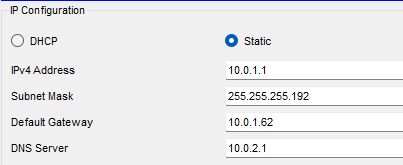 IP Configuration
DHCP
Static
IPv4 Address 10.0.1.1
Subnet Mask 255.255.255.192
Default Gateway 10.0.1.62
DNS Server 10.0.2.1